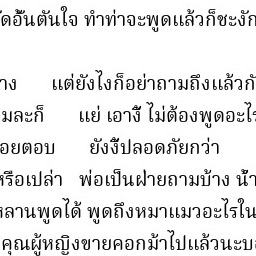 ดอัอันตันใจ ทำท่าจะพูดแล้วก็ชะงัก
าง แต่ยังไงก็อย่าถามถึงแล้วกั
มละก็ แย่ เอางี้ ไม่ต้องพูดอะไร
อยตอบ ยังงี้ปลอดภัยกว่า
หรือเปล่า พ่อเป็นฝ่ายถามบ้าง น้ำ
หลานพูดได้ พูดถึงหมาแมวอะไรใน
คุณผู้หญิงขายคอกม้าไปแล้วนะบอ